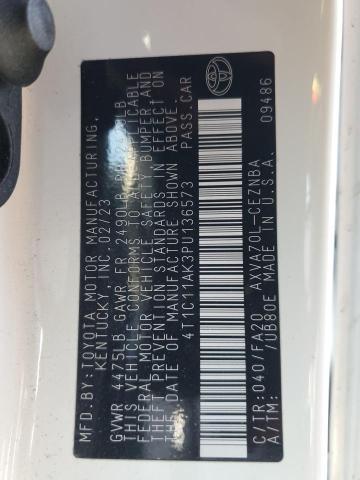 MFD.BY:TOYOTA MOTOR MANUFACTURING,
KENTUCKY, INC. 02/23
GVWR 4475LB GAWR FR 2490LB
THIS VEHICLE CONFORMS TO ALL APPLICABLE
FEDERAL MOTOR VEHICLE SAFETY, BUMPER AND
THEFT PREVENTION STANDARDS IN EFFECT ON
THE DATE OF MANUFACTURE SHOWN ABOVE.
4T1C11AK3PU136573 PASS.CAR
C/TR:040/FA20 AXVA70L-CEZNBA
A/TM: /UB80E MADE IN U.S.A. 09486